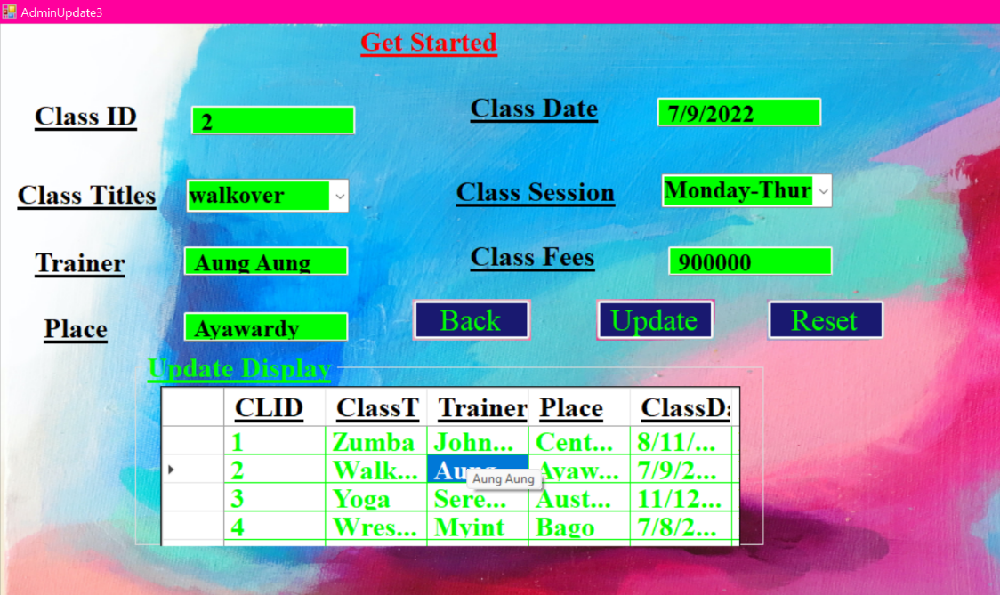 AdminUpdate3
Get Started
Class ID
2
Class Date
7/9/2022
Class Titles
walkover
Class Session
Monday-Thur
Trainer
Aung Aung
Class Fees
900000
Place
Ayawardy
Back
Update
Reset
Update Display
CLID ClassT Trainer Place ClassDa
1 Zumba John... Cent... 8/11/...
2 Walk... Aung Ayaw... 7/9/2...
Aung Aung
3 Yoga Sere... Aust... 11/12...
4 Wres... Myint Bago 7/8/2...